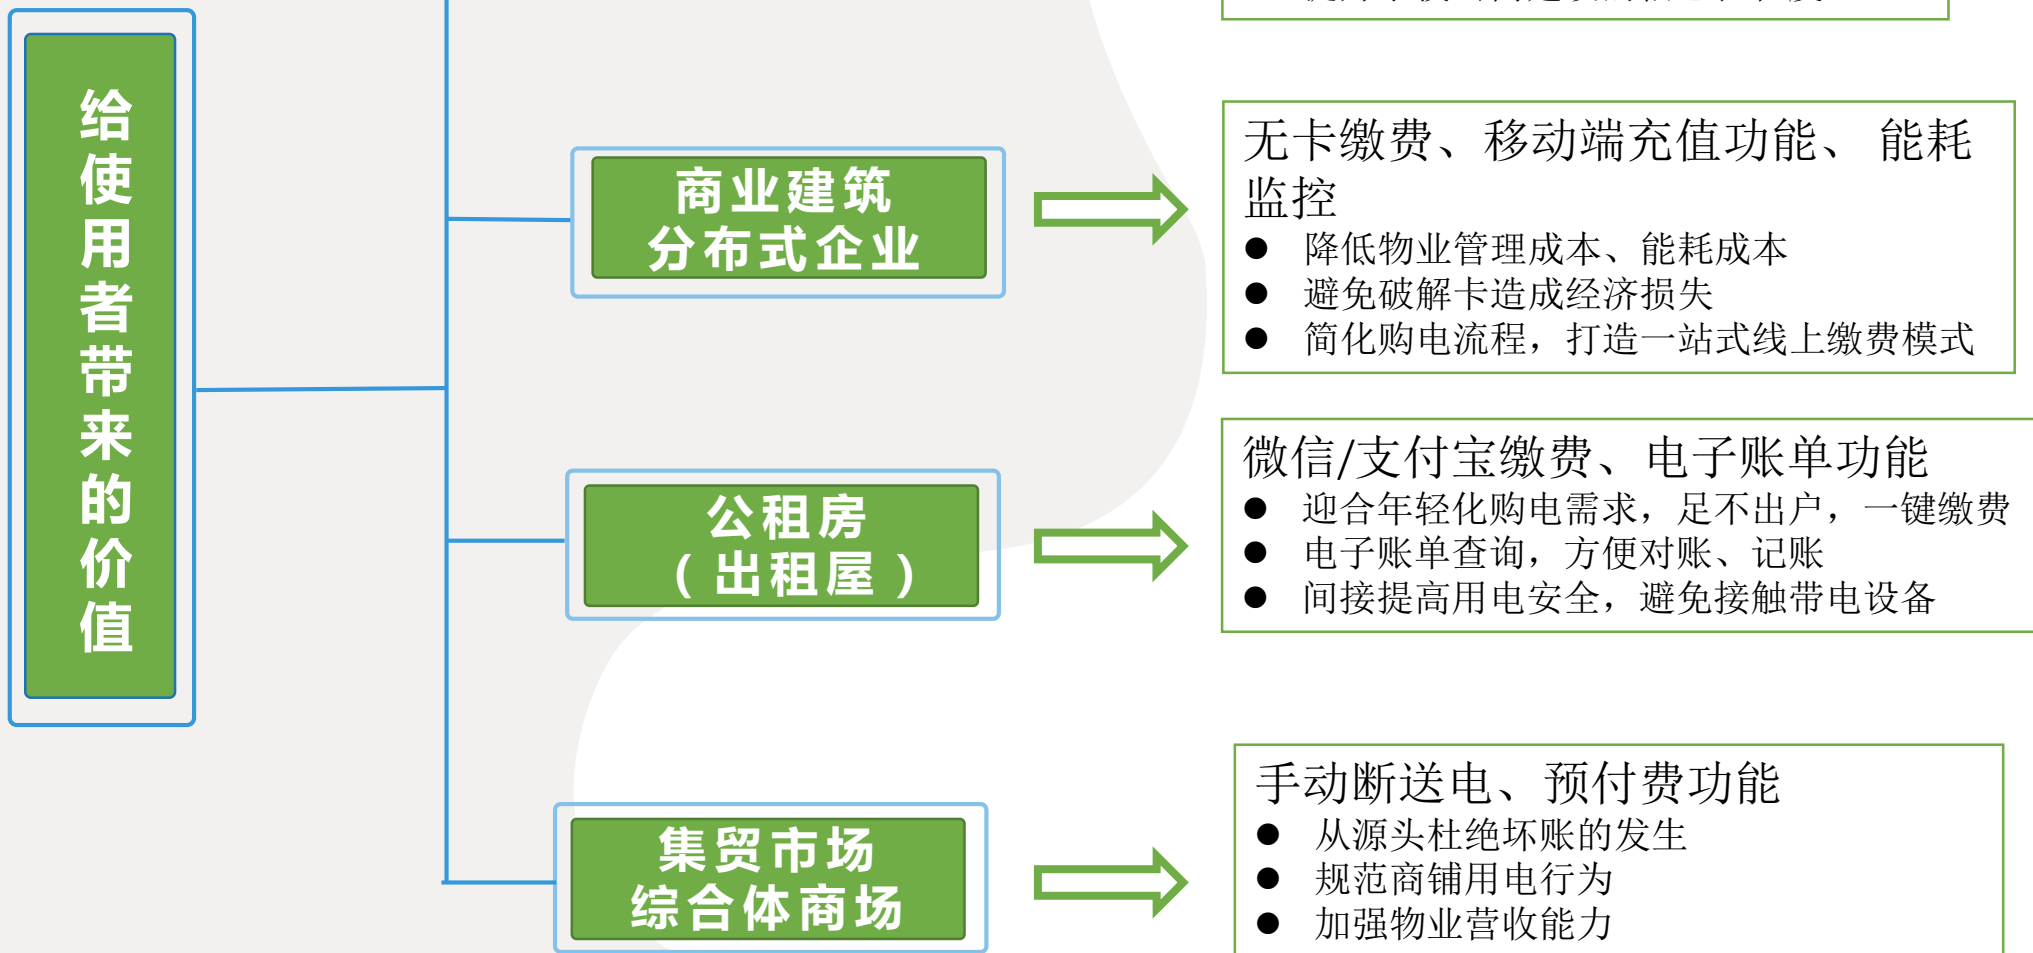 给使用者带来的价值
商业建筑
分布式企业
无卡缴费、移动端充值功能、 能耗
监控
● 降低物业管理成本、能耗成本
● 避免破解卡造成经济损失
● 简化购电流程，打造一站式线上缴费模式
公租房
（出租屋）
微信/支付宝缴费、电子账单功能
● 迎合年轻化购电需求，足不出户，一键缴费
● 电子账单查询，方便对账、记账
● 间接提高用电安全，避免接触带电设备
集贸市场
综合体商场
手动断送电、预付费功能
● 从源头杜绝坏账的发生
● 规范商铺用电行为
● 加强物业营收能力